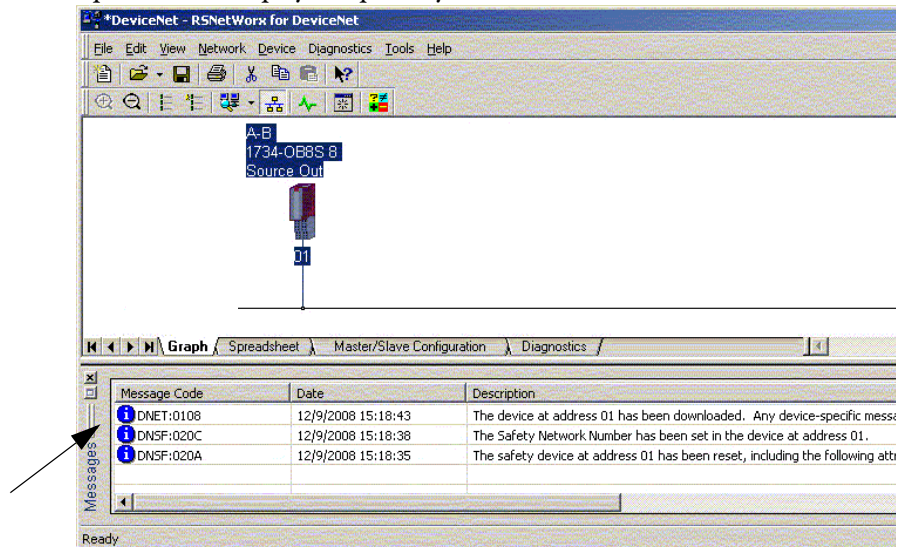 *DeviceNet - RSNetWorx for DeviceNet
File Edit View Network Device Diagnostics Tools Help
A-B
1734-OB8S 8
Source Out
01
Graph Spreadsheet Master/Slave Configuration Diagnostics
Message Code Date Description
DNET:0108 12/9/2008 15:18:43 The device at address 01 has been downloaded. Any device-specific messa
DNSF:020C 12/9/2008 15:18:38 The Safety Network Number has been set in the device at address 01.
DNSF:020A 12/9/2008 15:18:35 The safety device at address 01 has been reset, including the following attr
Messages
Ready